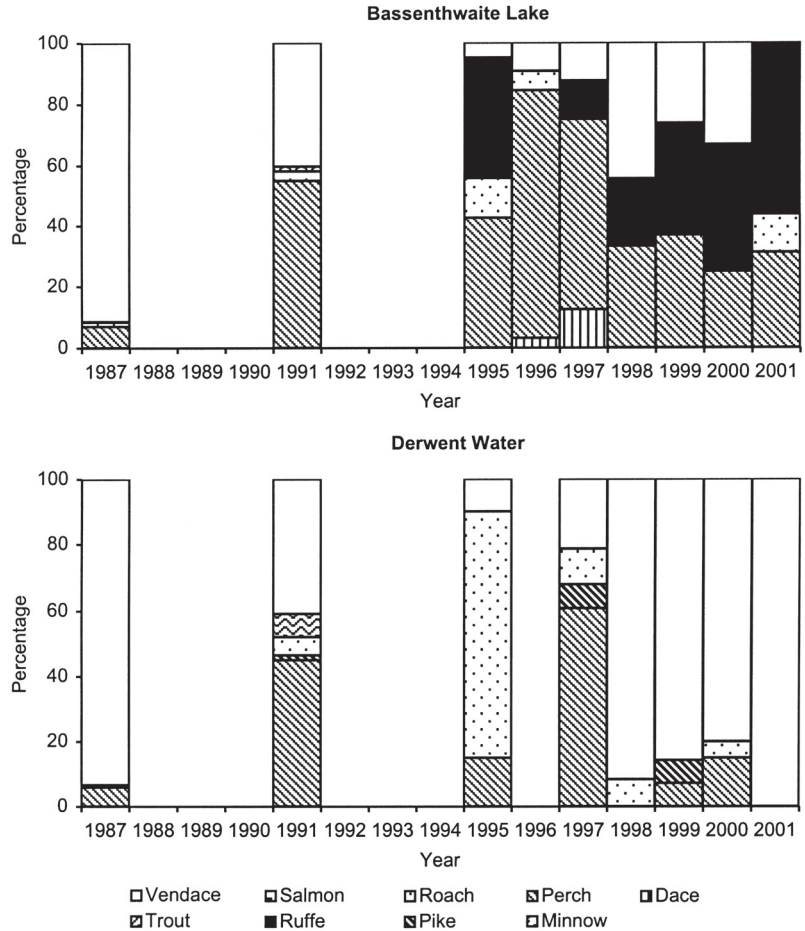 Bassenthwaite Lake
100
80
60
40
20
0
Percentage
1987 1988 1989 1990 1991 1992 1993 1994 1995 1996 1997 1998 1999 2000 2001
Year
Derwent Water
100
80
60
40
20
0
Percentage
1987 1988 1989 1990 1991 1992 1993 1994 1995 1996 1997 1998 1999 2000 2001
Year
Vendace Salmon Roach Perch Dace
Trout Ruffe Pike Minnow